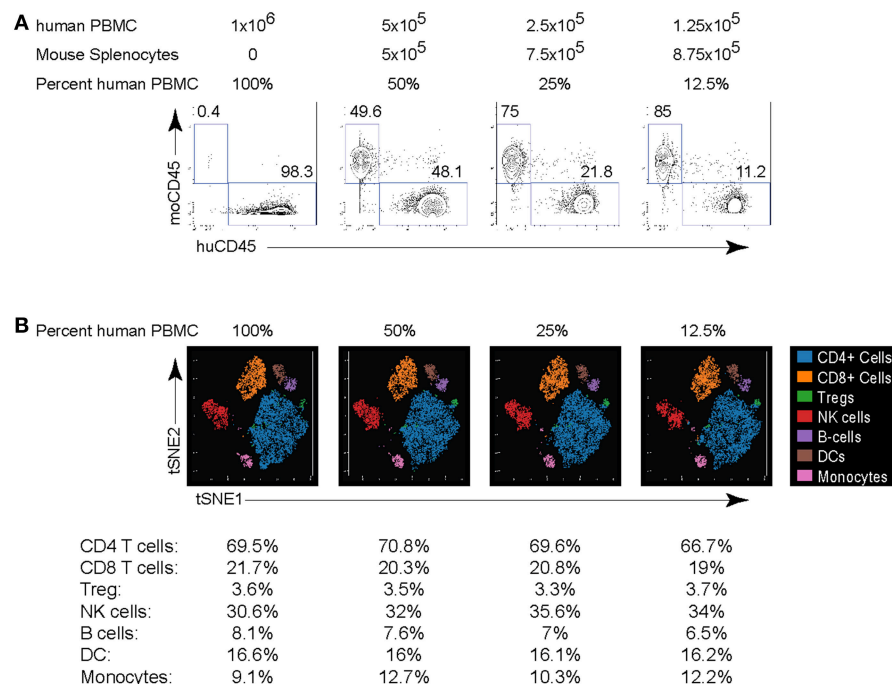 A
human PBMC 1x10^6 5x10^5 2.5x10^5 1.25x10^5
Mouse Splenocytes 0 5x10^5 7.5x10^5 8.75x10^5
Percent human PBMC 100% 50% 25% 12.5%
0.4 49.6 75 85
98.3 48.1 21.8 11.2
moCD45
huCD45
B
Percent human PBMC 100% 50% 25% 12.5%
tSNE2
tSNE1
CD4+ Cells
CD8+ Cells
Tregs
NK cells
B-cells
DCs
Monocytes
CD4 T cells: 69.5% 70.8% 69.6% 66.7%
CD8 T cells: 21.7% 20.3% 20.8% 19%
Treg: 3.6% 3.5% 3.3% 3.7%
NK cells: 30.6% 32% 35.6% 34%
B cells: 8.1% 7.6% 7% 6.5%
DC: 16.6% 16% 16.1% 16.2%
Monocytes: 9.1% 12.7% 10.3% 12.2%